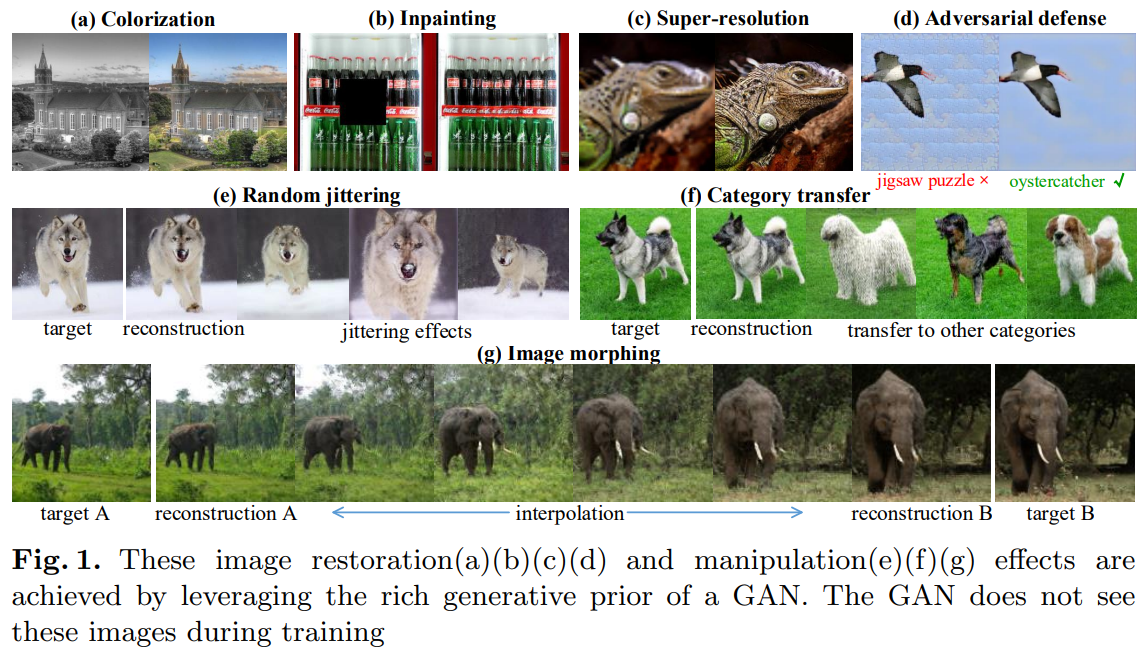 (a) Colorization (b) Inpainting (c) Super-resolution (d) Adversarial defense
Coca-Cola
jigsaw puzzle × oystercatcher ✓
(e) Random jittering (f) Category transfer
target reconstruction jittering effects target reconstruction transfer to other categories
(g) Image morphing
target A reconstruction A interpolation reconstruction B target B
Fig. 1. These image restoration(a)(b)(c)(d) and manipulation(e)(f)(g) effects are
achieved by leveraging the rich generative prior of a GAN. The GAN does not see
these images during training